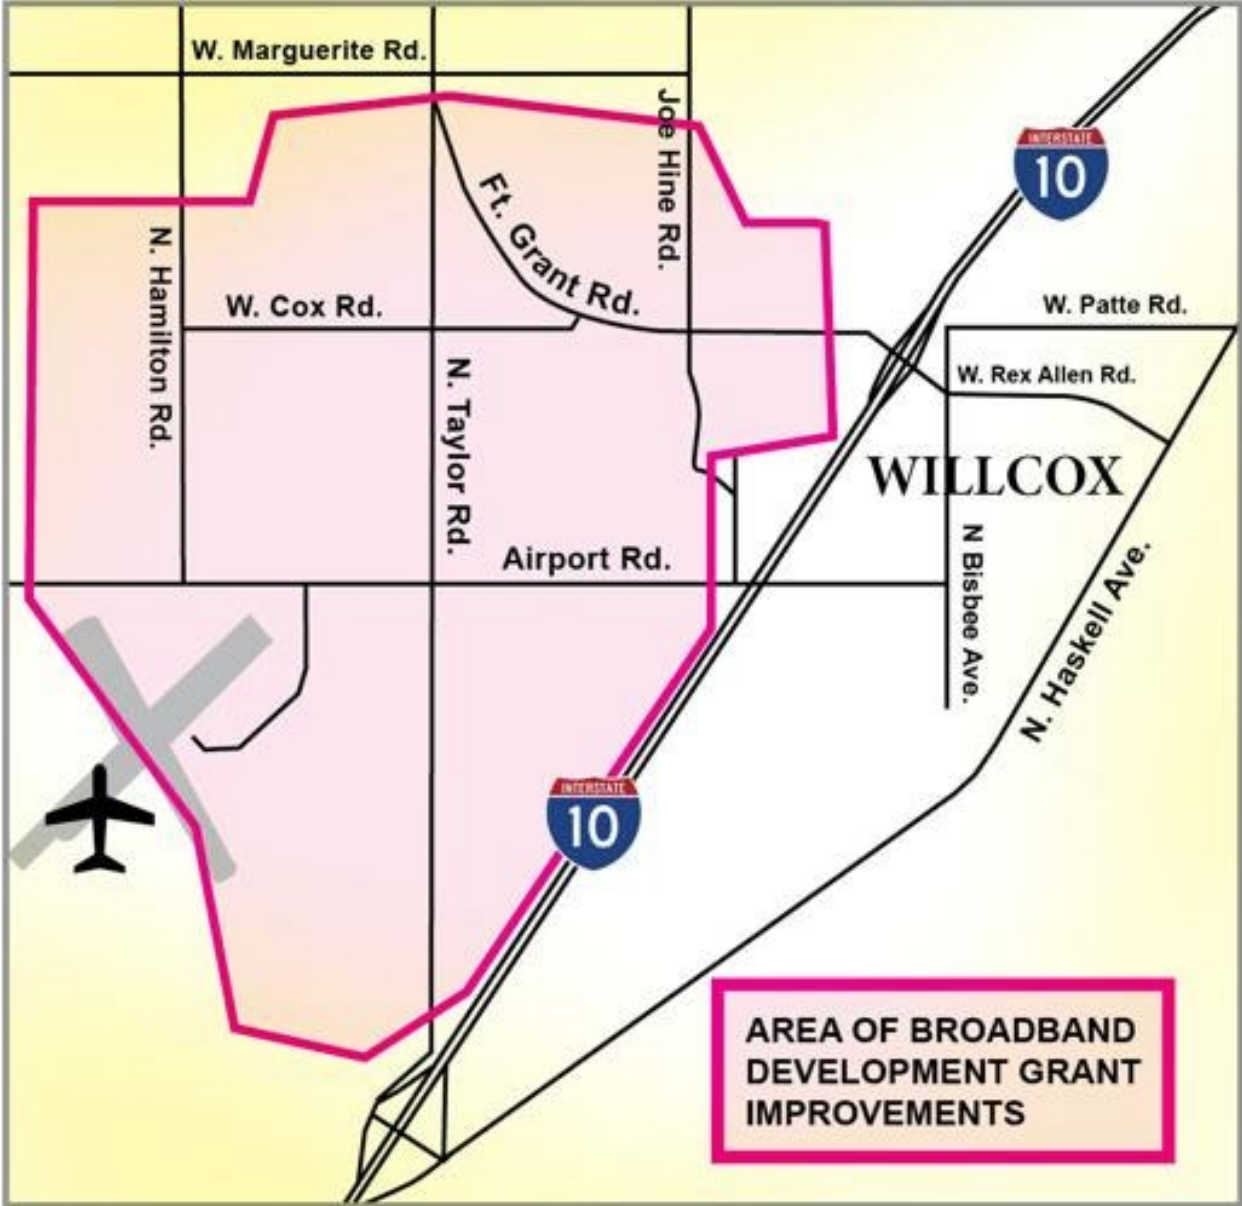 W. Marguerite Rd.
Joe Hine Rd.
INTERSTATE
10
Ft. Grant Rd.
N. Hamilton Rd.
W. Cox Rd.
W. Patte Rd.
N. Taylor Rd.
W. Rex Allen Rd.
WILLCOX
Airport Rd.
N Bisbee Ave.
N. Haskell Ave.
INTERSTATE
10
AREA OF BROADBAND
DEVELOPMENT GRANT
IMPROVEMENTS